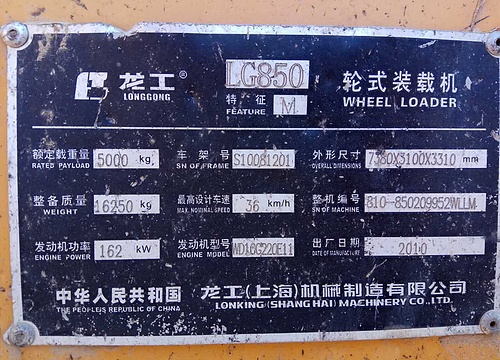 龙工® LG850 轮式装载机
LONGGONG 特征 M WHEEL LOADER
FEATURE
额定载重量 5000 kg 车架号 S10081201 外形尺寸 7380X3100X3310 mm
RATED PAYLOAD SN OF FRAME OVERALL DIMENSIONS
整备质量 16250 kg 最高设计车速 36 km/h 整机编号 810-850209952WLLM
WEIGHT MAX. NOMINAL SPEED SN OF MACHINE
发动机功率 162 kW 发动机型号 WD10G220E11 出厂日期 2010
ENGINE POWER ENGINE MODEL DATE OF MANUFACTURE
中华人民共和国 龙工(上海)机械制造有限公司
THE PEOPLE'S REPUBLIC OF CHINA LONKING (SHANGHAI) MACHINERY CO.,LTD.